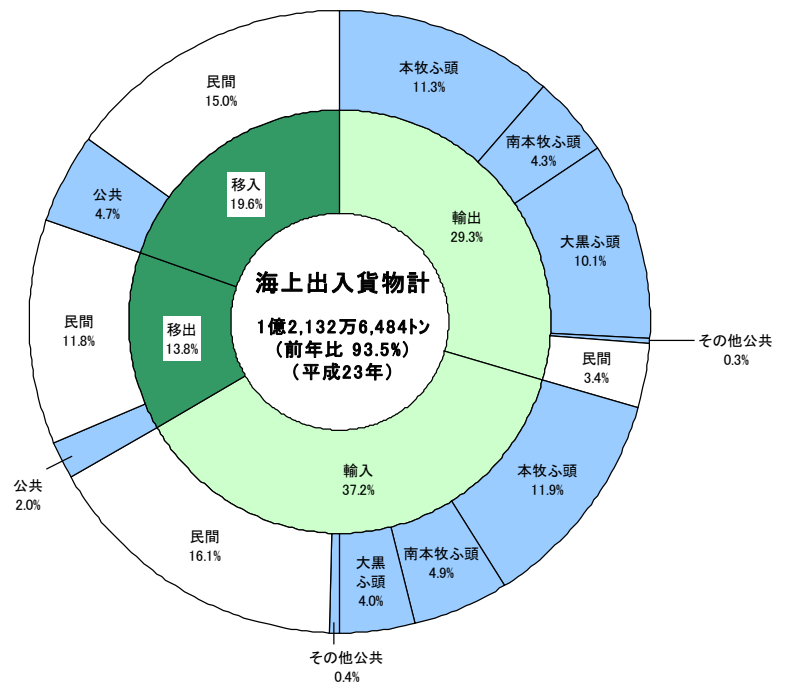 海上出入貨物計
1億2,132万6,484トン
(前年比 93.5%)
(平成23年)
輸出
29.3%
本牧ふ頭
11.3%
南本牧ふ頭
4.3%
大黒ふ頭
10.1%
その他公共
0.3%
民間
3.4%
輸入
37.2%
本牧ふ頭
11.9%
南本牧ふ頭
4.9%
大黒
ふ頭
4.0%
その他公共
0.4%
民間
16.1%
移出
13.8%
公共
2.0%
民間
11.8%
移入
19.6%
公共
4.7%
民間
15.0%